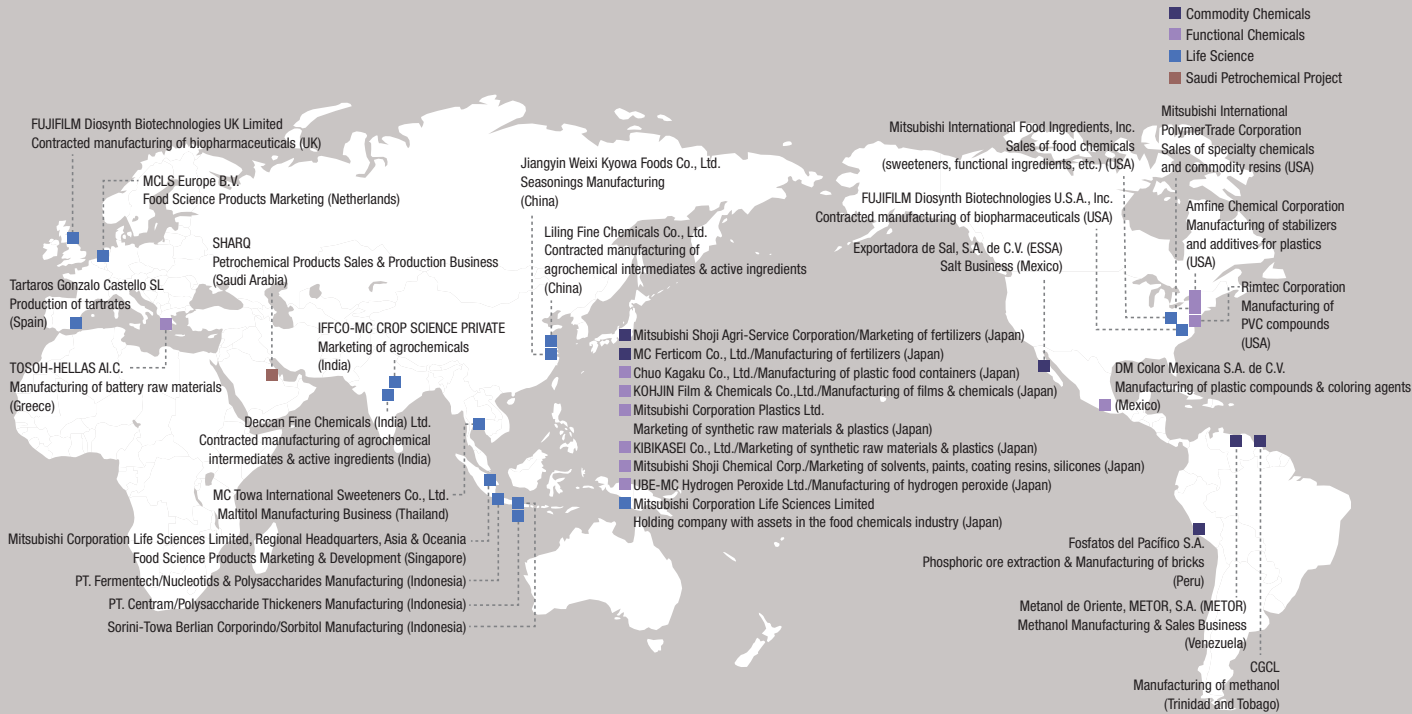 Commodity Chemicals
Functional Chemicals
Life Science
Saudi Petrochemical Project
FUJIFILM Diosynth Biotechnologies UK Limited
Contracted manufacturing of biopharmaceuticals (UK)
MCLS Europe B.V.
Food Science Products Marketing (Netherlands)
SHARQ
Petrochemical Products Sales & Production Business
(Saudi Arabia)
Tartaros Gonzalo Castello SL
Production of tartrates
(Spain)
TOSOH-HELLAS AI.C.
Manufacturing of battery raw materials
(Greece)
IFFCO-MC CROP SCIENCE PRIVATE
Marketing of agrochemicals
(India)
Deccan Fine Chemicals (India) Ltd.
Contracted manufacturing of agrochemical
intermediates & active ingredients (India)
MC Towa International Sweeteners Co., Ltd.
Maltitol Manufacturing Business (Thailand)
Mitsubishi Corporation Life Sciences Limited, Regional Headquarters, Asia & Oceania
Food Science Products Marketing & Development (Singapore)
PT. Fermentech/Nucleotids & Polysaccharides Manufacturing (Indonesia)
PT. Centram/Polysaccharide Thickeners Manufacturing (Indonesia)
Sorini-Towa Berlian Corporindo/Sorbitol Manufacturing (Indonesia)
Jiangyin Weixi Kyowa Foods Co., Ltd.
Seasonings Manufacturing
(China)
Liling Fine Chemicals Co., Ltd.
Contracted manufacturing of
agrochemical intermediates & active ingredients
(China)
Mitsubishi Shoji Agri-Service Corporation/Marketing of fertilizers (Japan)
MC Ferticom Co., Ltd./Manufacturing of fertilizers (Japan)
Chuo Kagaku Co., Ltd./Manufacturing of plastic food containers (Japan)
KOHJIN Film & Chemicals Co.,Ltd./Manufacturing of films & chemicals (Japan)
Mitsubishi Corporation Plastics Ltd.
Marketing of synthetic raw materials & plastics (Japan)
KIBIKASEI Co., Ltd./Marketing of synthetic raw materials & plastics (Japan)
Mitsubishi Shoji Chemical Corp./Marketing of solvents, paints, coating resins, silicones (Japan)
UBE-MC Hydrogen Peroxide Ltd./Manufacturing of hydrogen peroxide (Japan)
Mitsubishi Corporation Life Sciences Limited
Holding company with assets in the food chemicals industry (Japan)
Mitsubishi International Food Ingredients, Inc.
Sales of food chemicals
(sweeteners, functional ingredients, etc.) (USA)
FUJIFILM Diosynth Biotechnologies U.S.A., Inc.
Contracted manufacturing of biopharmaceuticals (USA)
Exportadora de Sal, S.A. de C.V. (ESSA)
Salt Business (Mexico)
Mitsubishi International
PolymerTrade Corporation
Sales of specialty chemicals
and commodity resins (USA)
Amfine Chemical Corporation
Manufacturing of stabilizers
and additives for plastics
(USA)
Rimtec Corporation
Manufacturing of
PVC compounds
(USA)
DM Color Mexicana S.A. de C.V.
Manufacturing of plastic compounds & coloring agents
(Mexico)
Fosfatos del Pacífico S.A.
Phosphoric ore extraction & Manufacturing of bricks
(Peru)
Metanol de Oriente, METOR, S.A. (METOR)
Methanol Manufacturing & Sales Business
(Venezuela)
CGCL
Manufacturing of methanol
(Trinidad and Tobago)